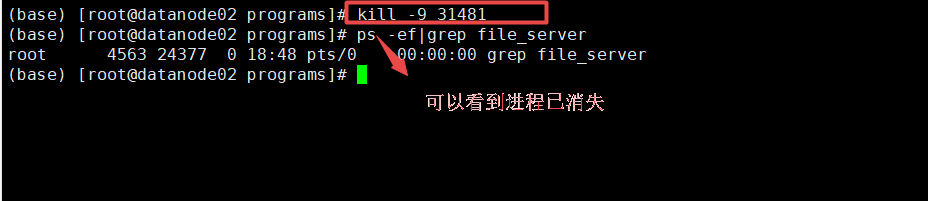 (base) [root@datanode02 programs]# kill -9 31481
(base) [root@datanode02 programs]# ps -ef|grep file_server
root      4563 24377  0 18:48 pts/0    00:00:00 grep file_server
(base) [root@datanode02 programs]#
可以看到进程已消失